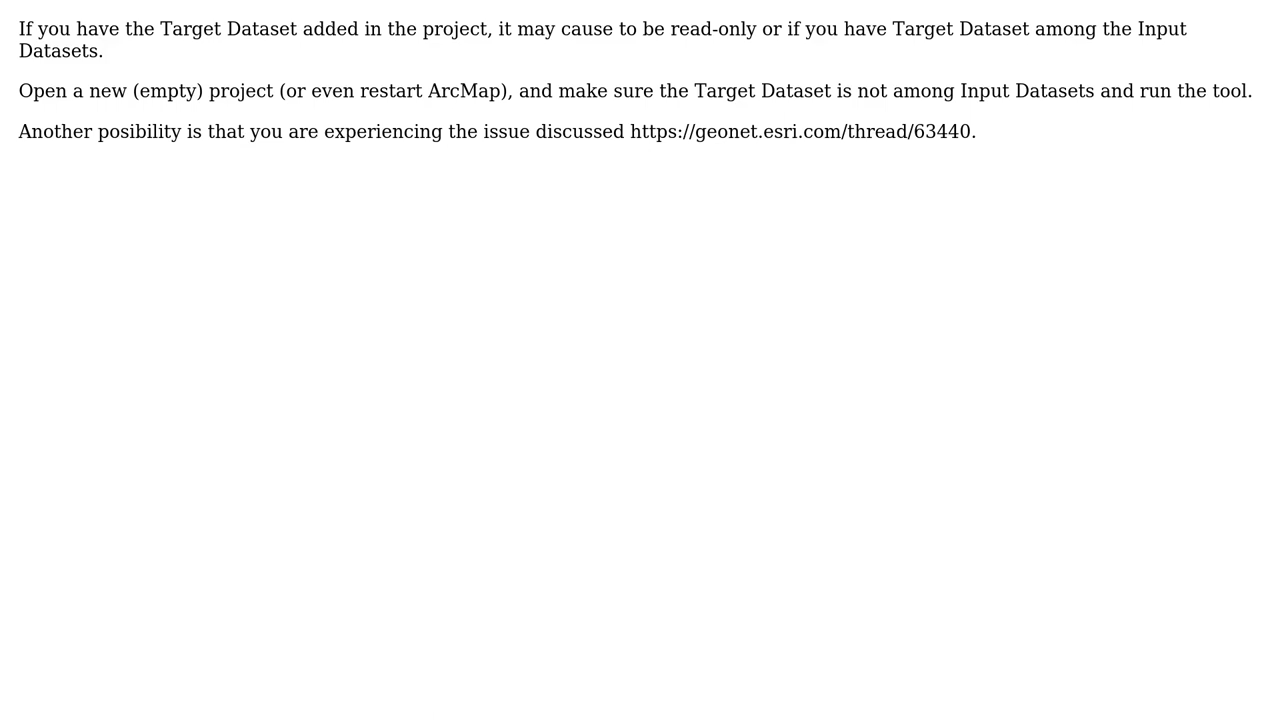 If you have the Target Dataset added in the project, it may cause to be read-only or if you have Target Dataset among the Input
Datasets.
Open a new (empty) project (or even restart ArcMap), and make sure the Target Dataset is not among Input Datasets and run the tool.
Another posibility is that you are experiencing the issue discussed https://geonet.esri.com/thread/63440.